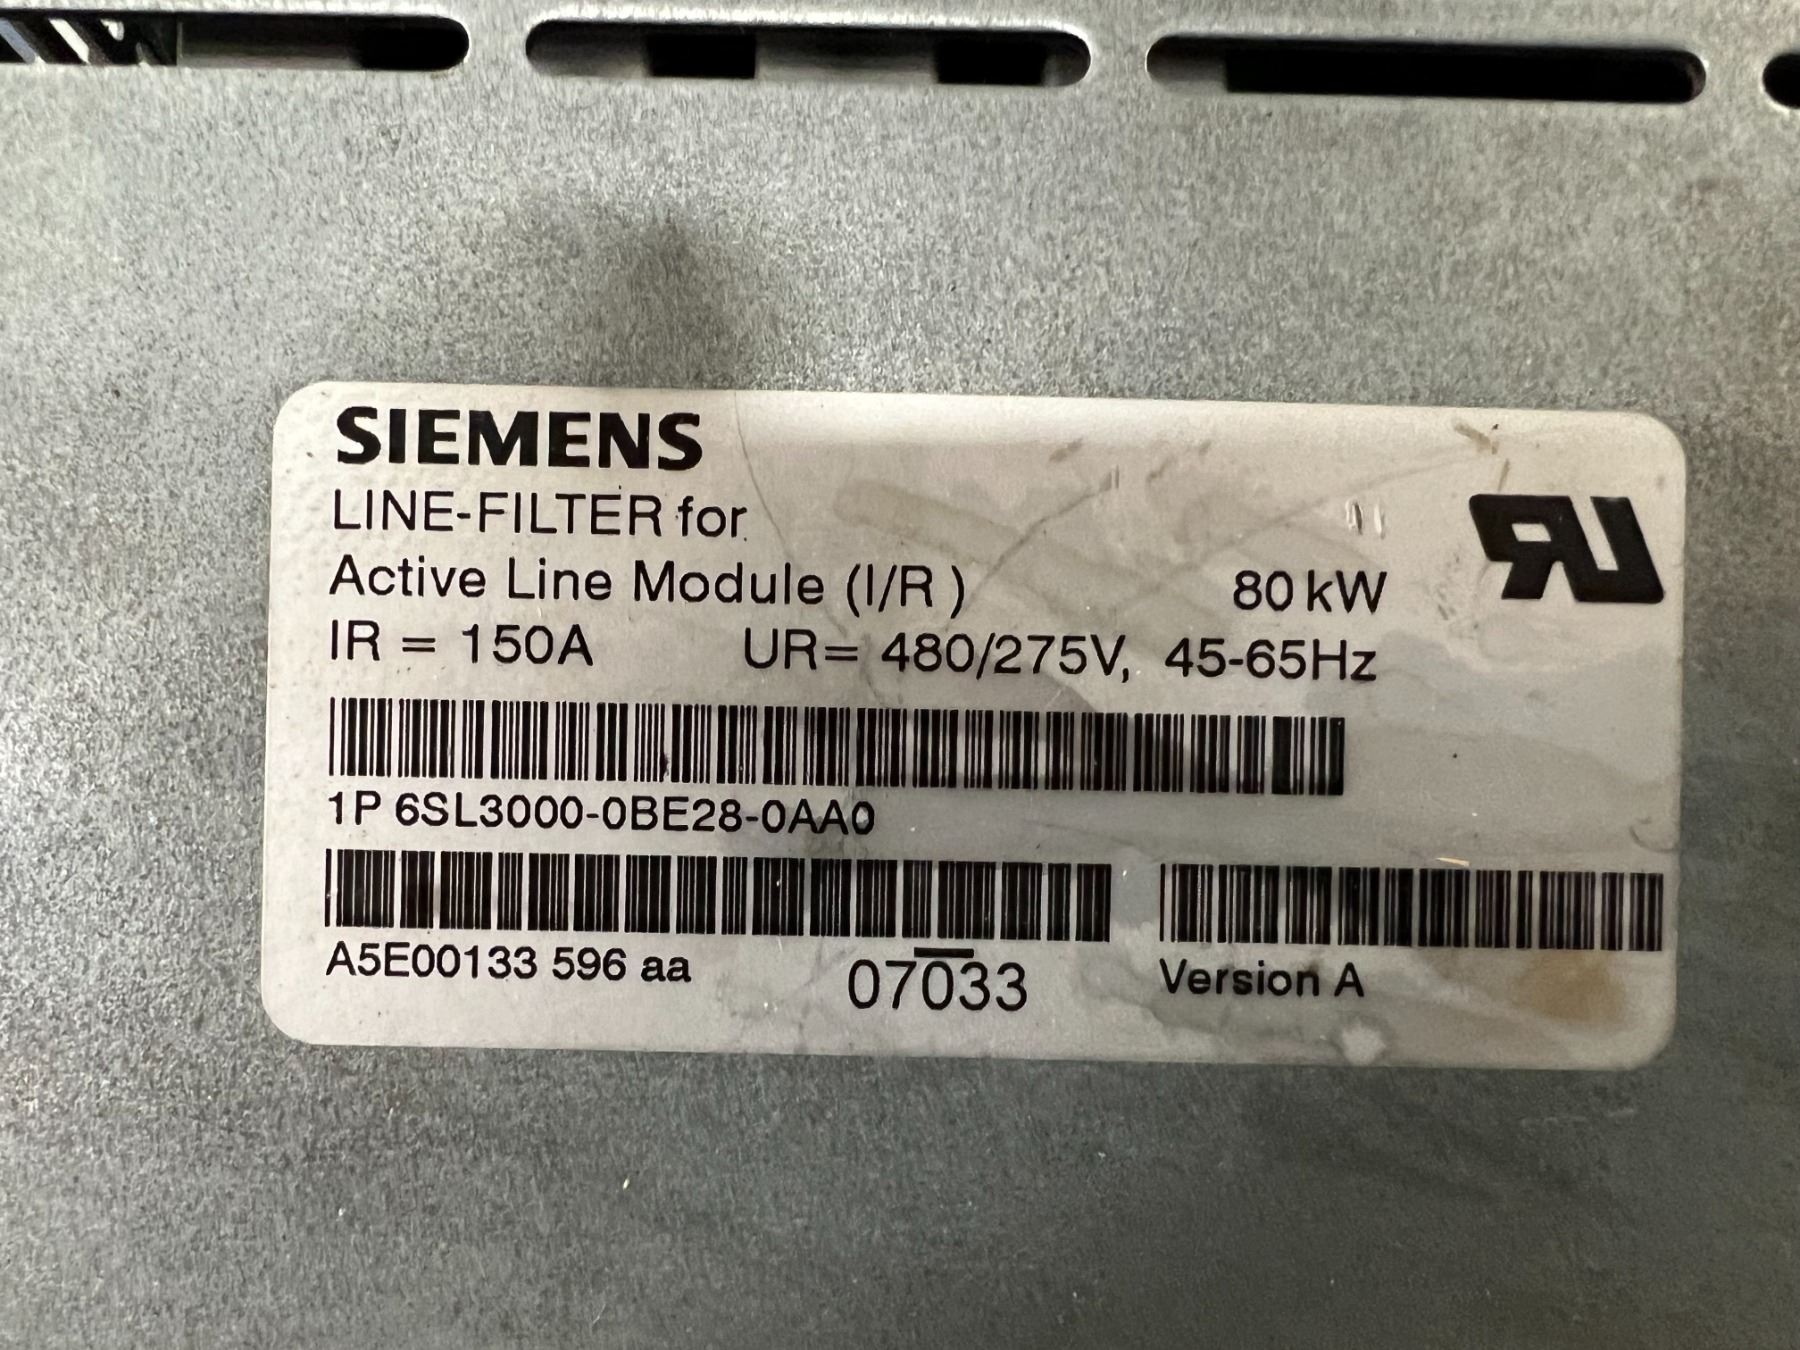 SIEMENS
LINE-FILTER for
Active Line Module (I/R ) 80 kW
IR = 150A UR= 480/275V, 45-65Hz
1P 6SL3000-0BE28-0AA0
A5E00133 596 aa 07033 Version A